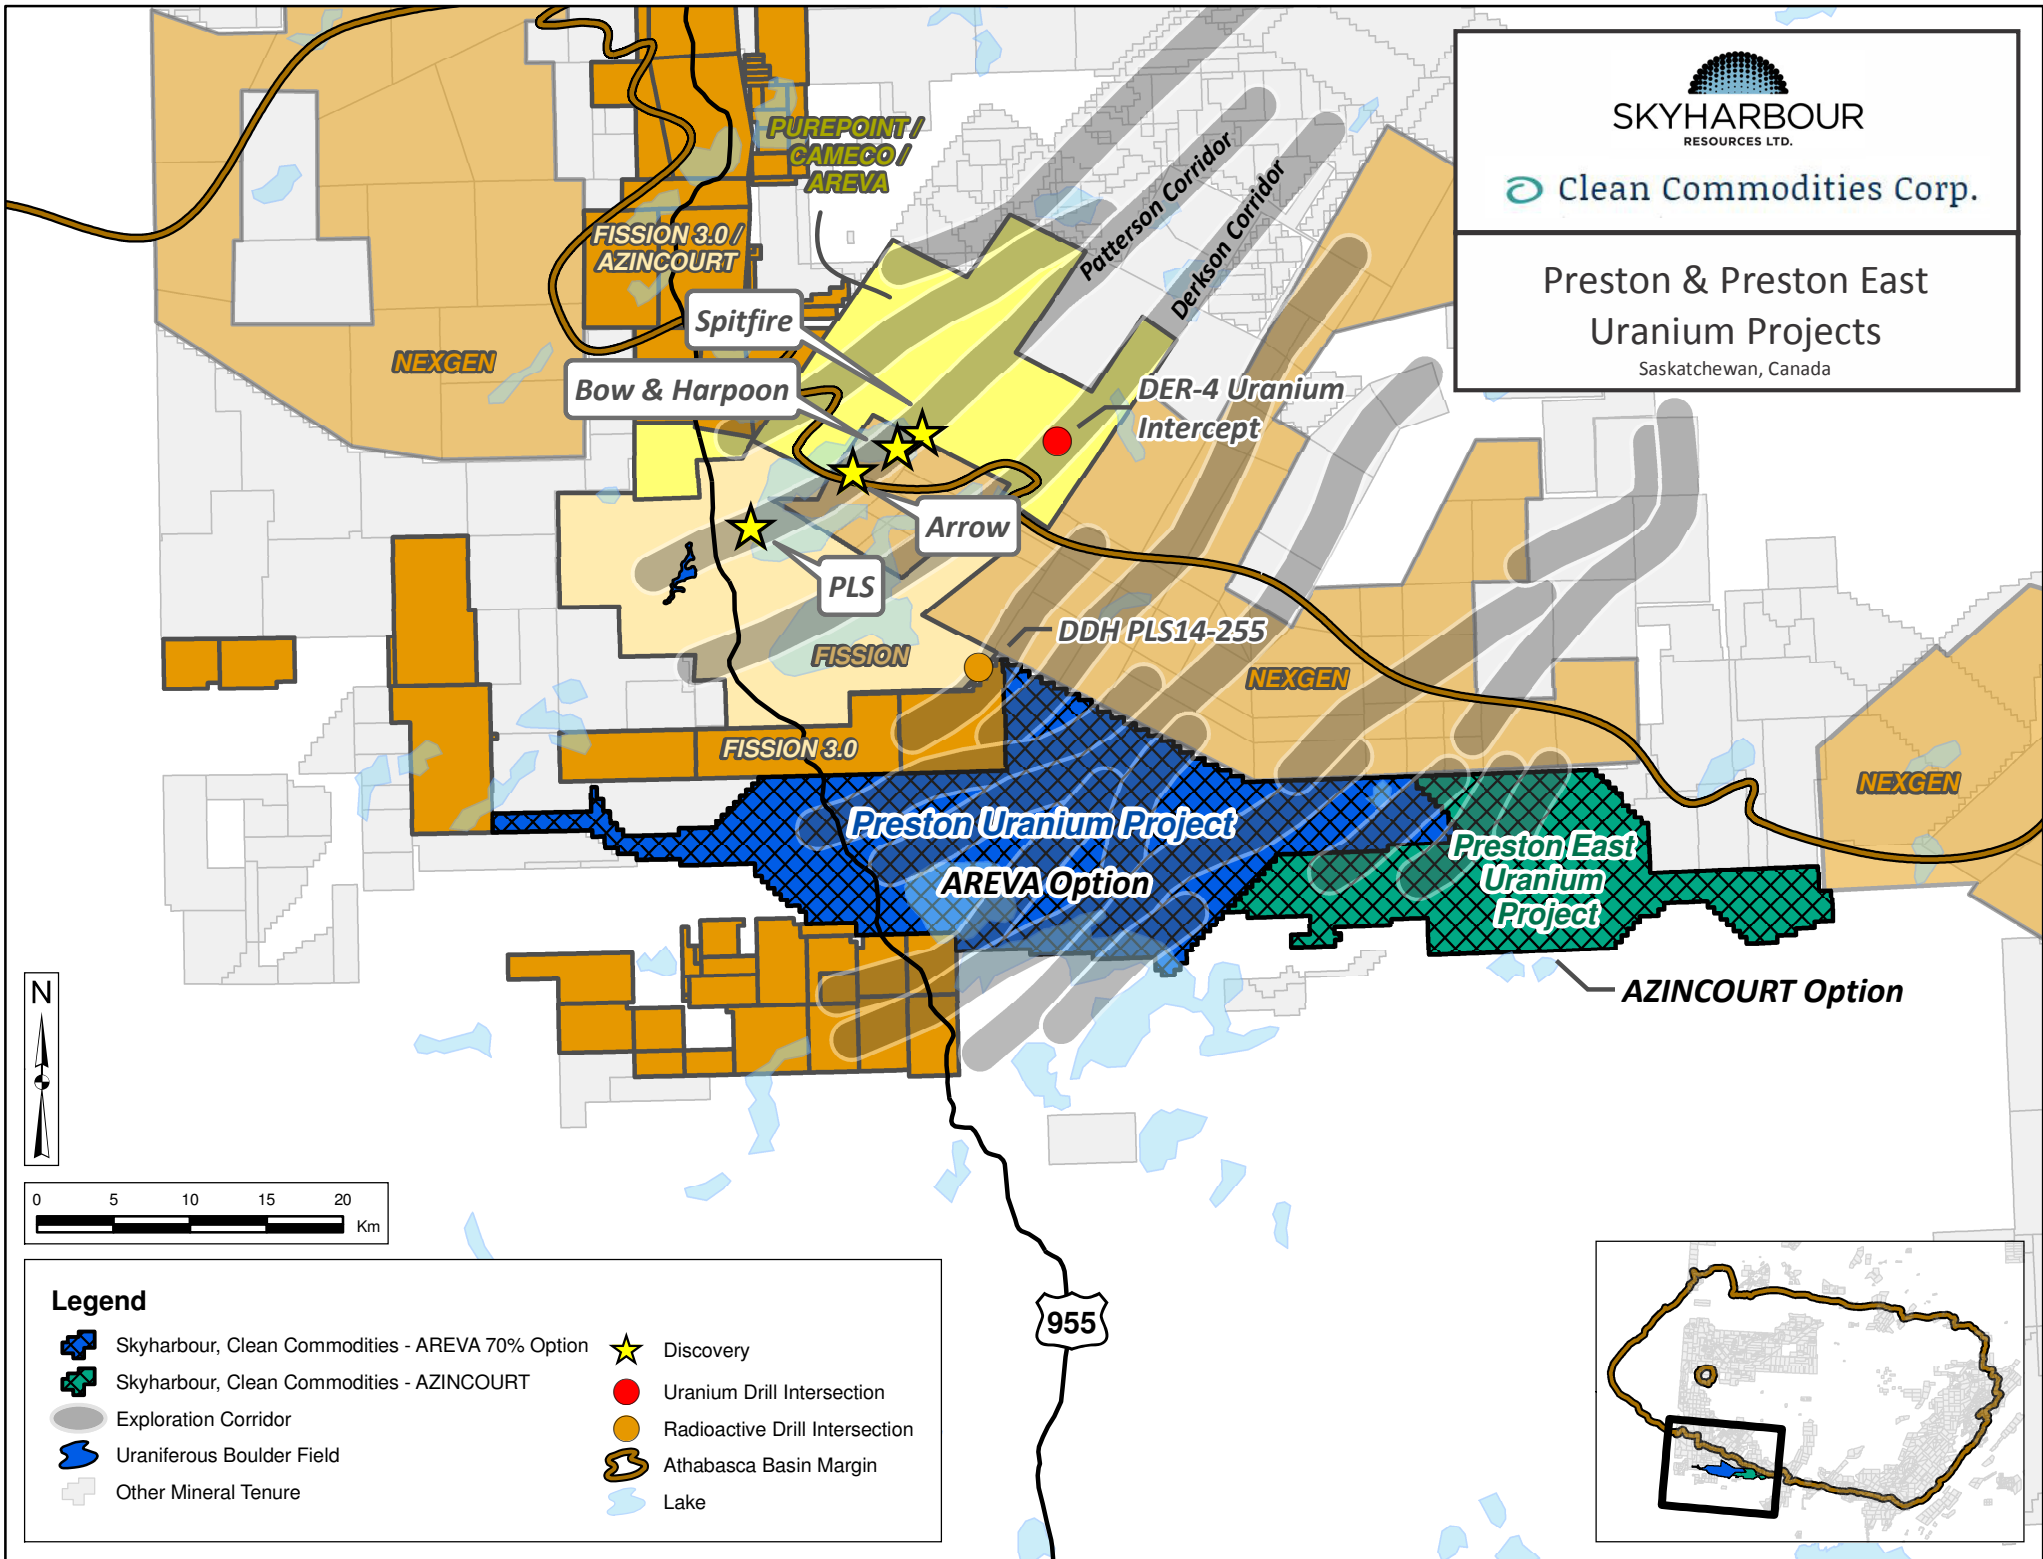 SKYHARBOUR
RESOURCES LTD.
Clean Commodities Corp.
Preston & Preston East
Uranium Projects
Saskatchewan, Canada
PUREPOINT /
CAMECO /
AREVA
Patterson Corridor
Derkson Corridor
FISSION 3.0 /
AZINCOURT
Spitfire
NEXGEN
Bow & Harpoon
DER-4 Uranium
Intercept
Arrow
PLS
DDH PLS14-255
FISSION
NEXGEN
FISSION 3.0
NEXGEN
Preston Uranium Project
AREVA Option
Preston East
Uranium
Project
AZINCOURT Option
N
0 5 10 15 20
Km
955
Legend
Skyharbour, Clean Commodities - AREVA 70% Option
Skyharbour, Clean Commodities - AZINCOURT
Exploration Corridor
Uraniferous Boulder Field
Other Mineral Tenure
Discovery
Uranium Drill Intersection
Radioactive Drill Intersection
Athabasca Basin Margin
Lake